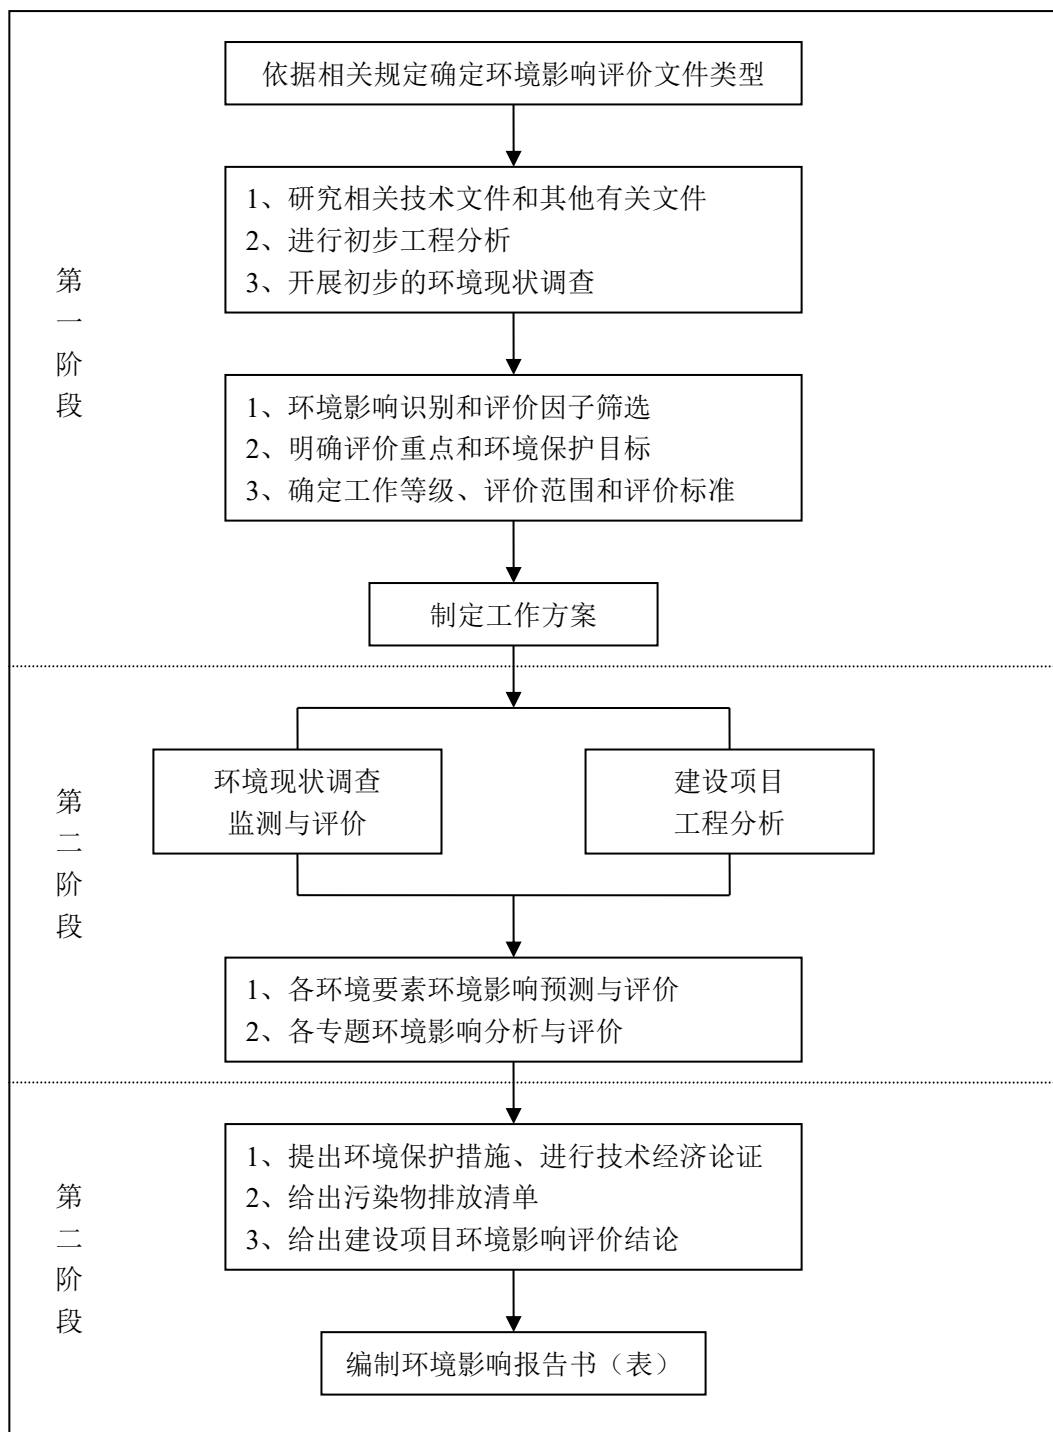 依据相关规定确定环境影响评价文件类型
1、研究相关技术文件和其他有关文件
2、进行初步工程分析
3、开展初步的环境现状调查
第
一
阶
段
1、环境影响识别和评价因子筛选
2、明确评价重点和环境保护目标
3、确定工作等级、评价范围和评价标准
制定工作方案
环境现状调查
监测与评价
建设项目
工程分析
第
二
阶
段
1、各环境要素环境影响预测与评价
2、各专题环境影响分析与评价
1、提出环境保护措施、进行技术经济论证
2、给出污染物排放清单
3、给出建设项目环境影响评价结论
第
二
阶
段
编制环境影响报告书（表）